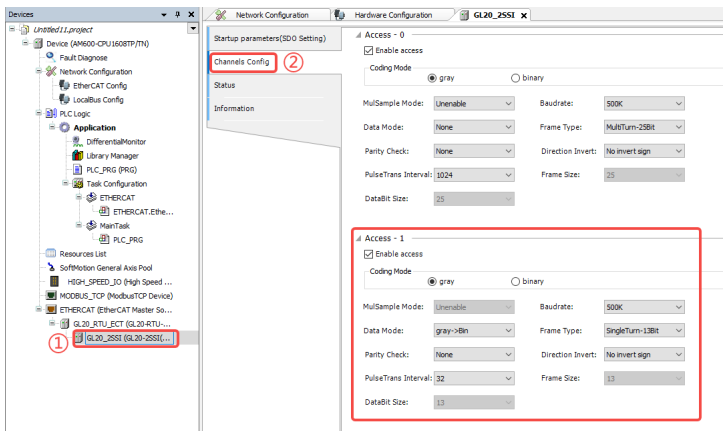 Devices
Untitled11.project
Device (AM600-CPU1608TP/TN)
Fault Diagnose
Network Configuration
EtherCAT Config
LocalBus Config
PLC Logic
Application
DifferentialMonitor
Library Manager
PLC_PRG (PRG)
Task Configuration
ETHERCAT
ETHERCAT.Ethe...
MainTask
PLC_PRG
Resources List
SoftMotion General Axis Pool
HIGH_SPEED_IO (High Speed ...
MODBUS_TCP (ModbusTCP Device)
ETHERCAT (EtherCAT Master So...
GL20_RTU_ECT (GL20-RTU-...
① GL20_2SSI (GL20-2SSI(...
Network Configuration Hardware Configuration GL20_2SSI x
Startup parameters(SDO Setting)
Channels Config ②
Status
Information
Access - 0
Enable access
Coding Mode
gray binary
MulSample Mode: Unenable Baudrate: 500K
Data Mode: None Frame Type: MultiTurn-25Bit
Parity Check: None Direction Invert: No invert sign
PulseTrans Interval: 1024 Frame Size: 25
DataBit Size: 25
Access - 1
Enable access
Coding Mode
gray binary
MulSample Mode: Unenable Baudrate: 500K
Data Mode: gray->Bin Frame Type: SingleTurn-13Bit
Parity Check: None Direction Invert: No invert sign
PulseTrans Interval: 32 Frame Size: 13
DataBit Size: 13